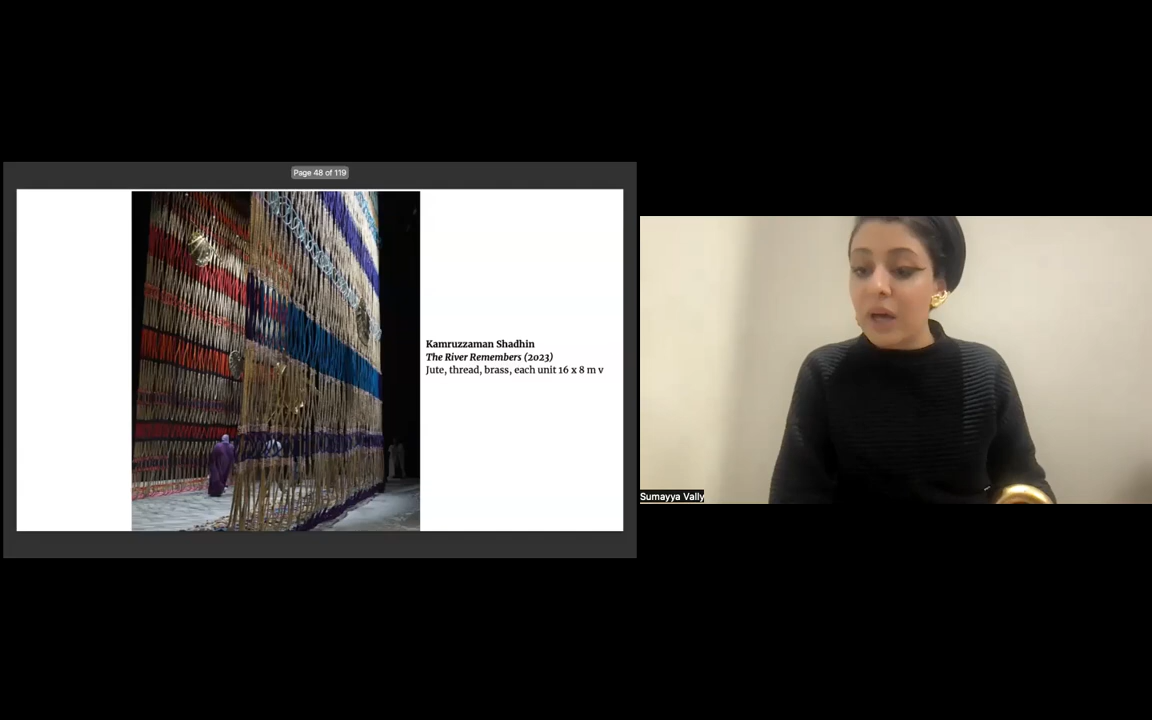 Page 48 of 119
Kamruzzaman Shadhin
The River Remembers (2023)
Jute, thread, brass, each unit 16 x 8 m v
Sumayya Vally